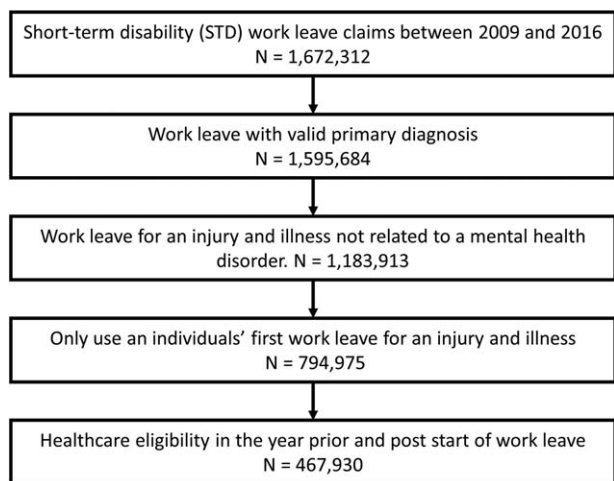 Short-term disability (STD) work leave claims between 2009 and 2016
N = 1,672,312
Work leave with valid primary diagnosis
N = 1,595,684
Work leave for an injury and illness not related to a mental health
disorder. N = 1,183,913
Only use an individuals’ first work leave for an injury and illness
N = 794,975
Healthcare eligibility in the year prior and post start of work leave
N = 467,930